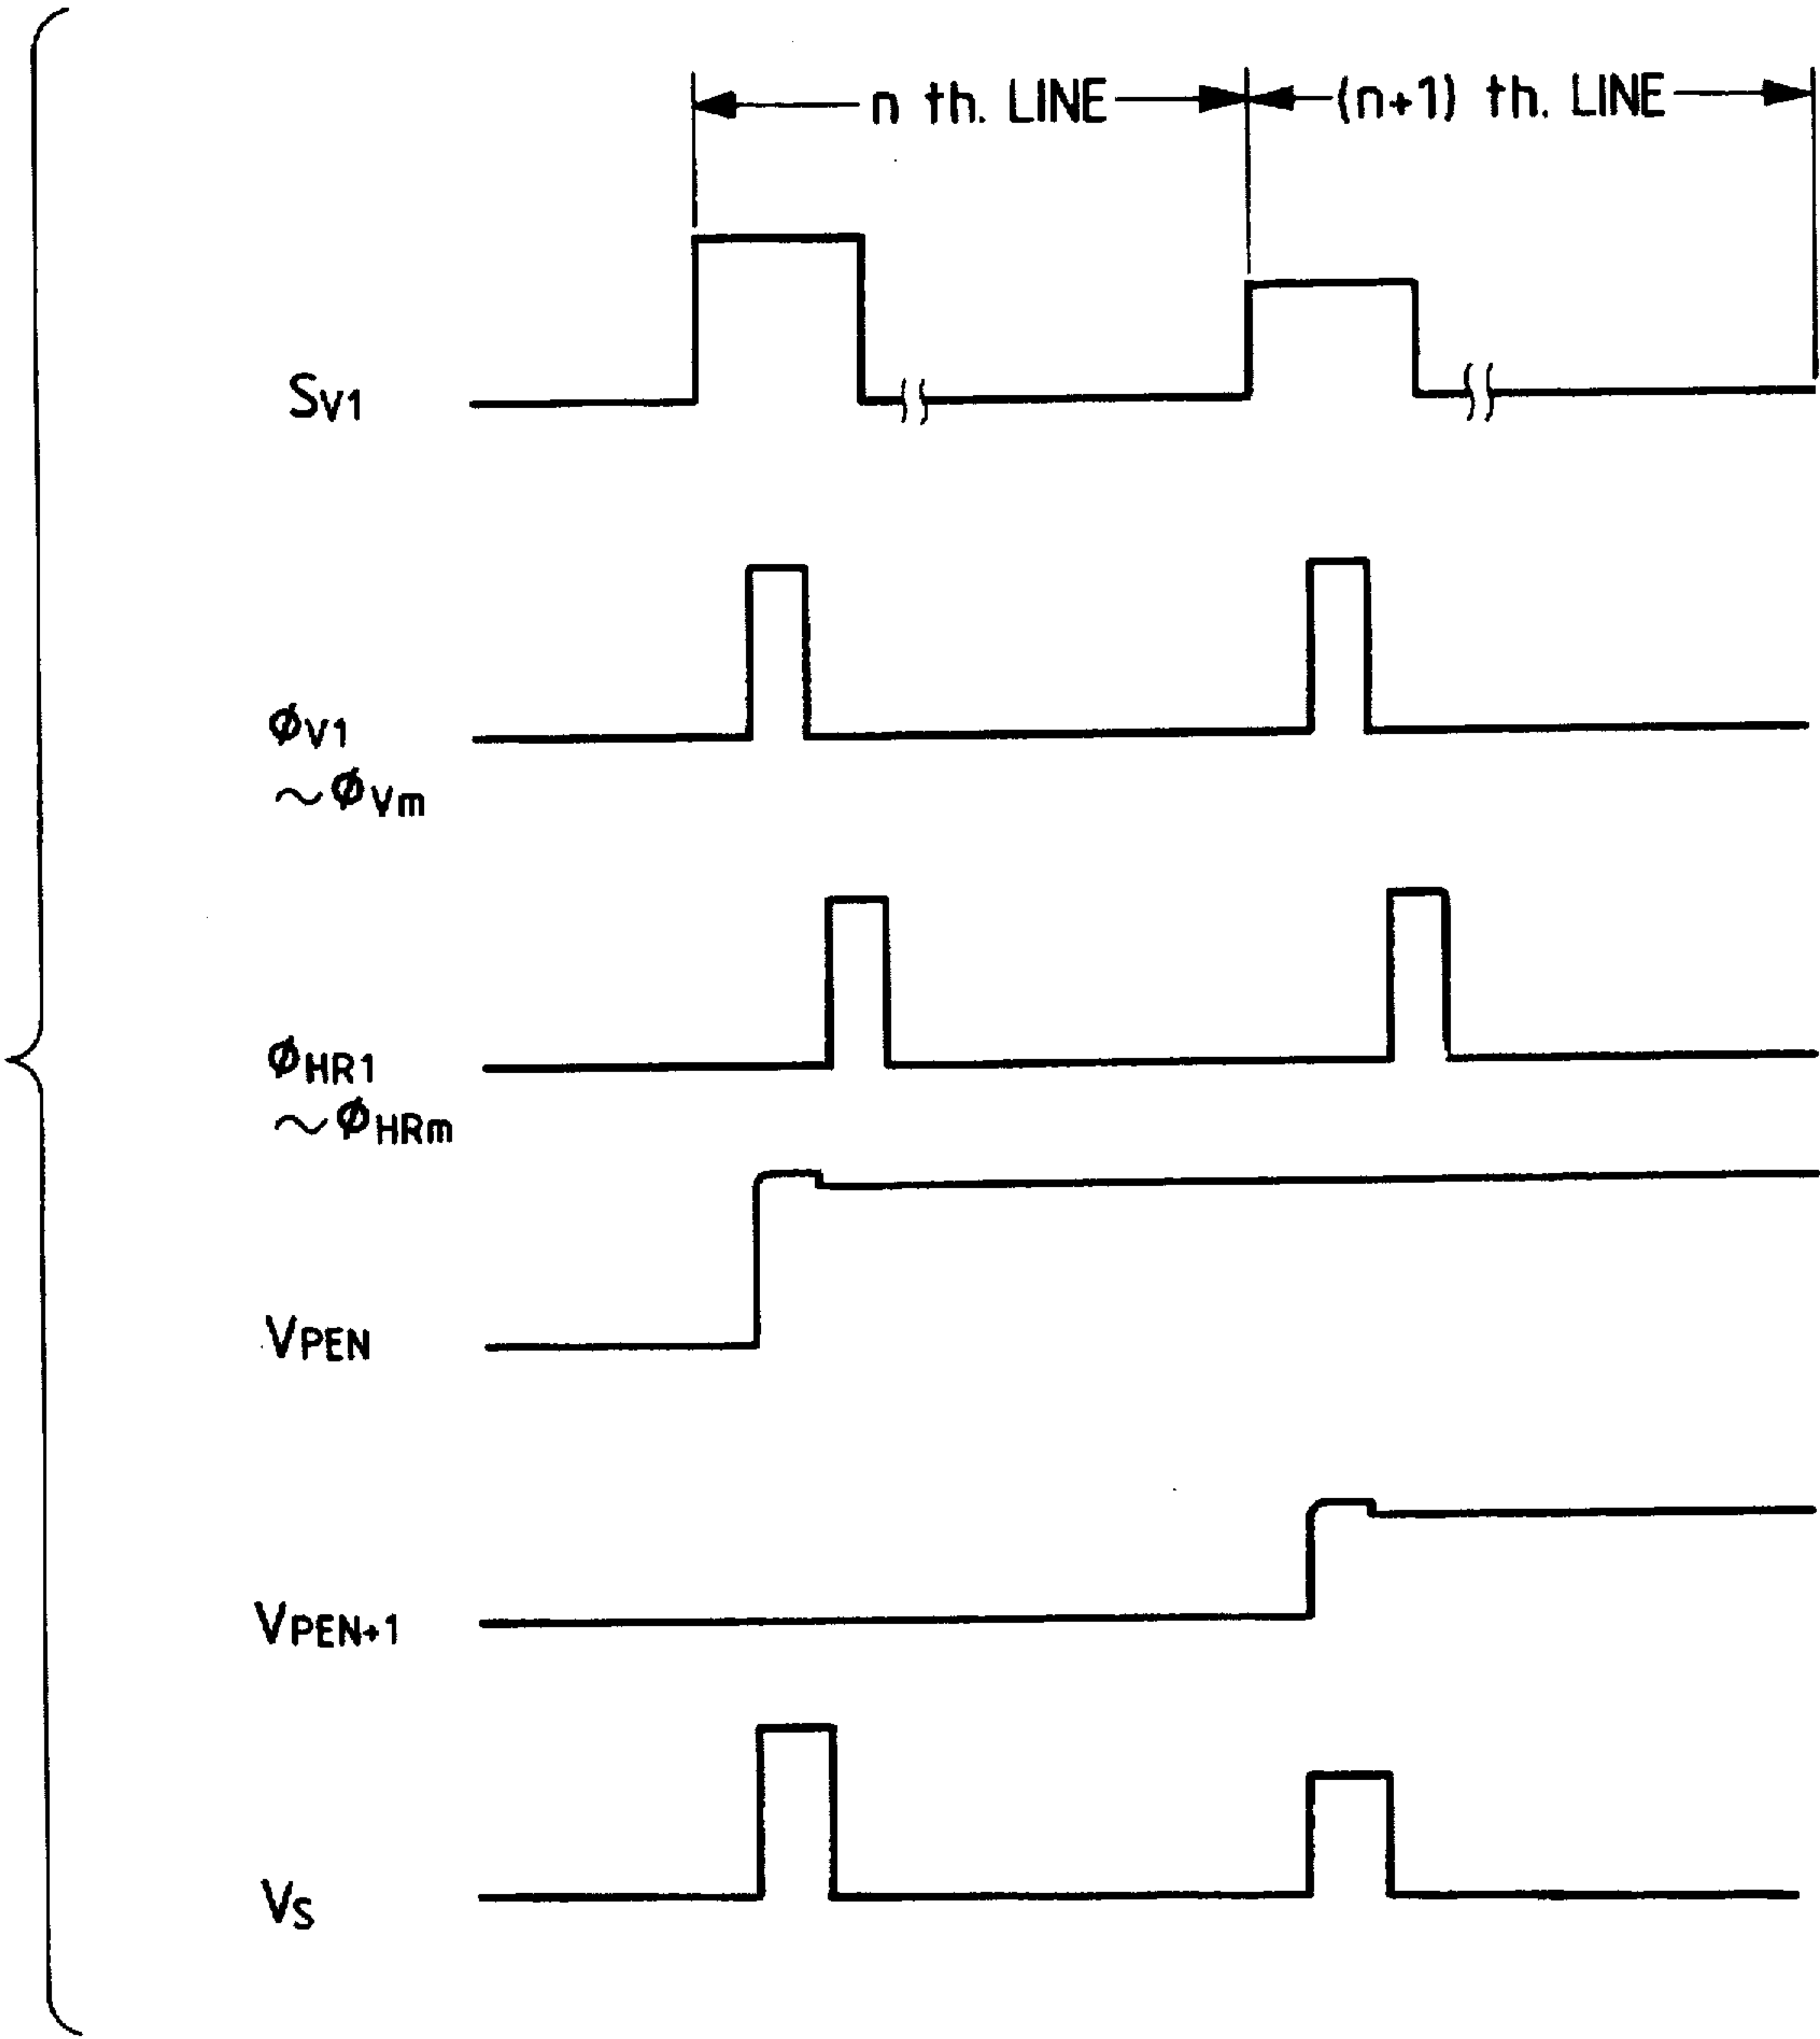 n th. LINE (n+1) th. LINE
SV1
ϕV1
~ϕVm
ϕHR1
~ϕHRm
VPEN
VPEN+1
VS